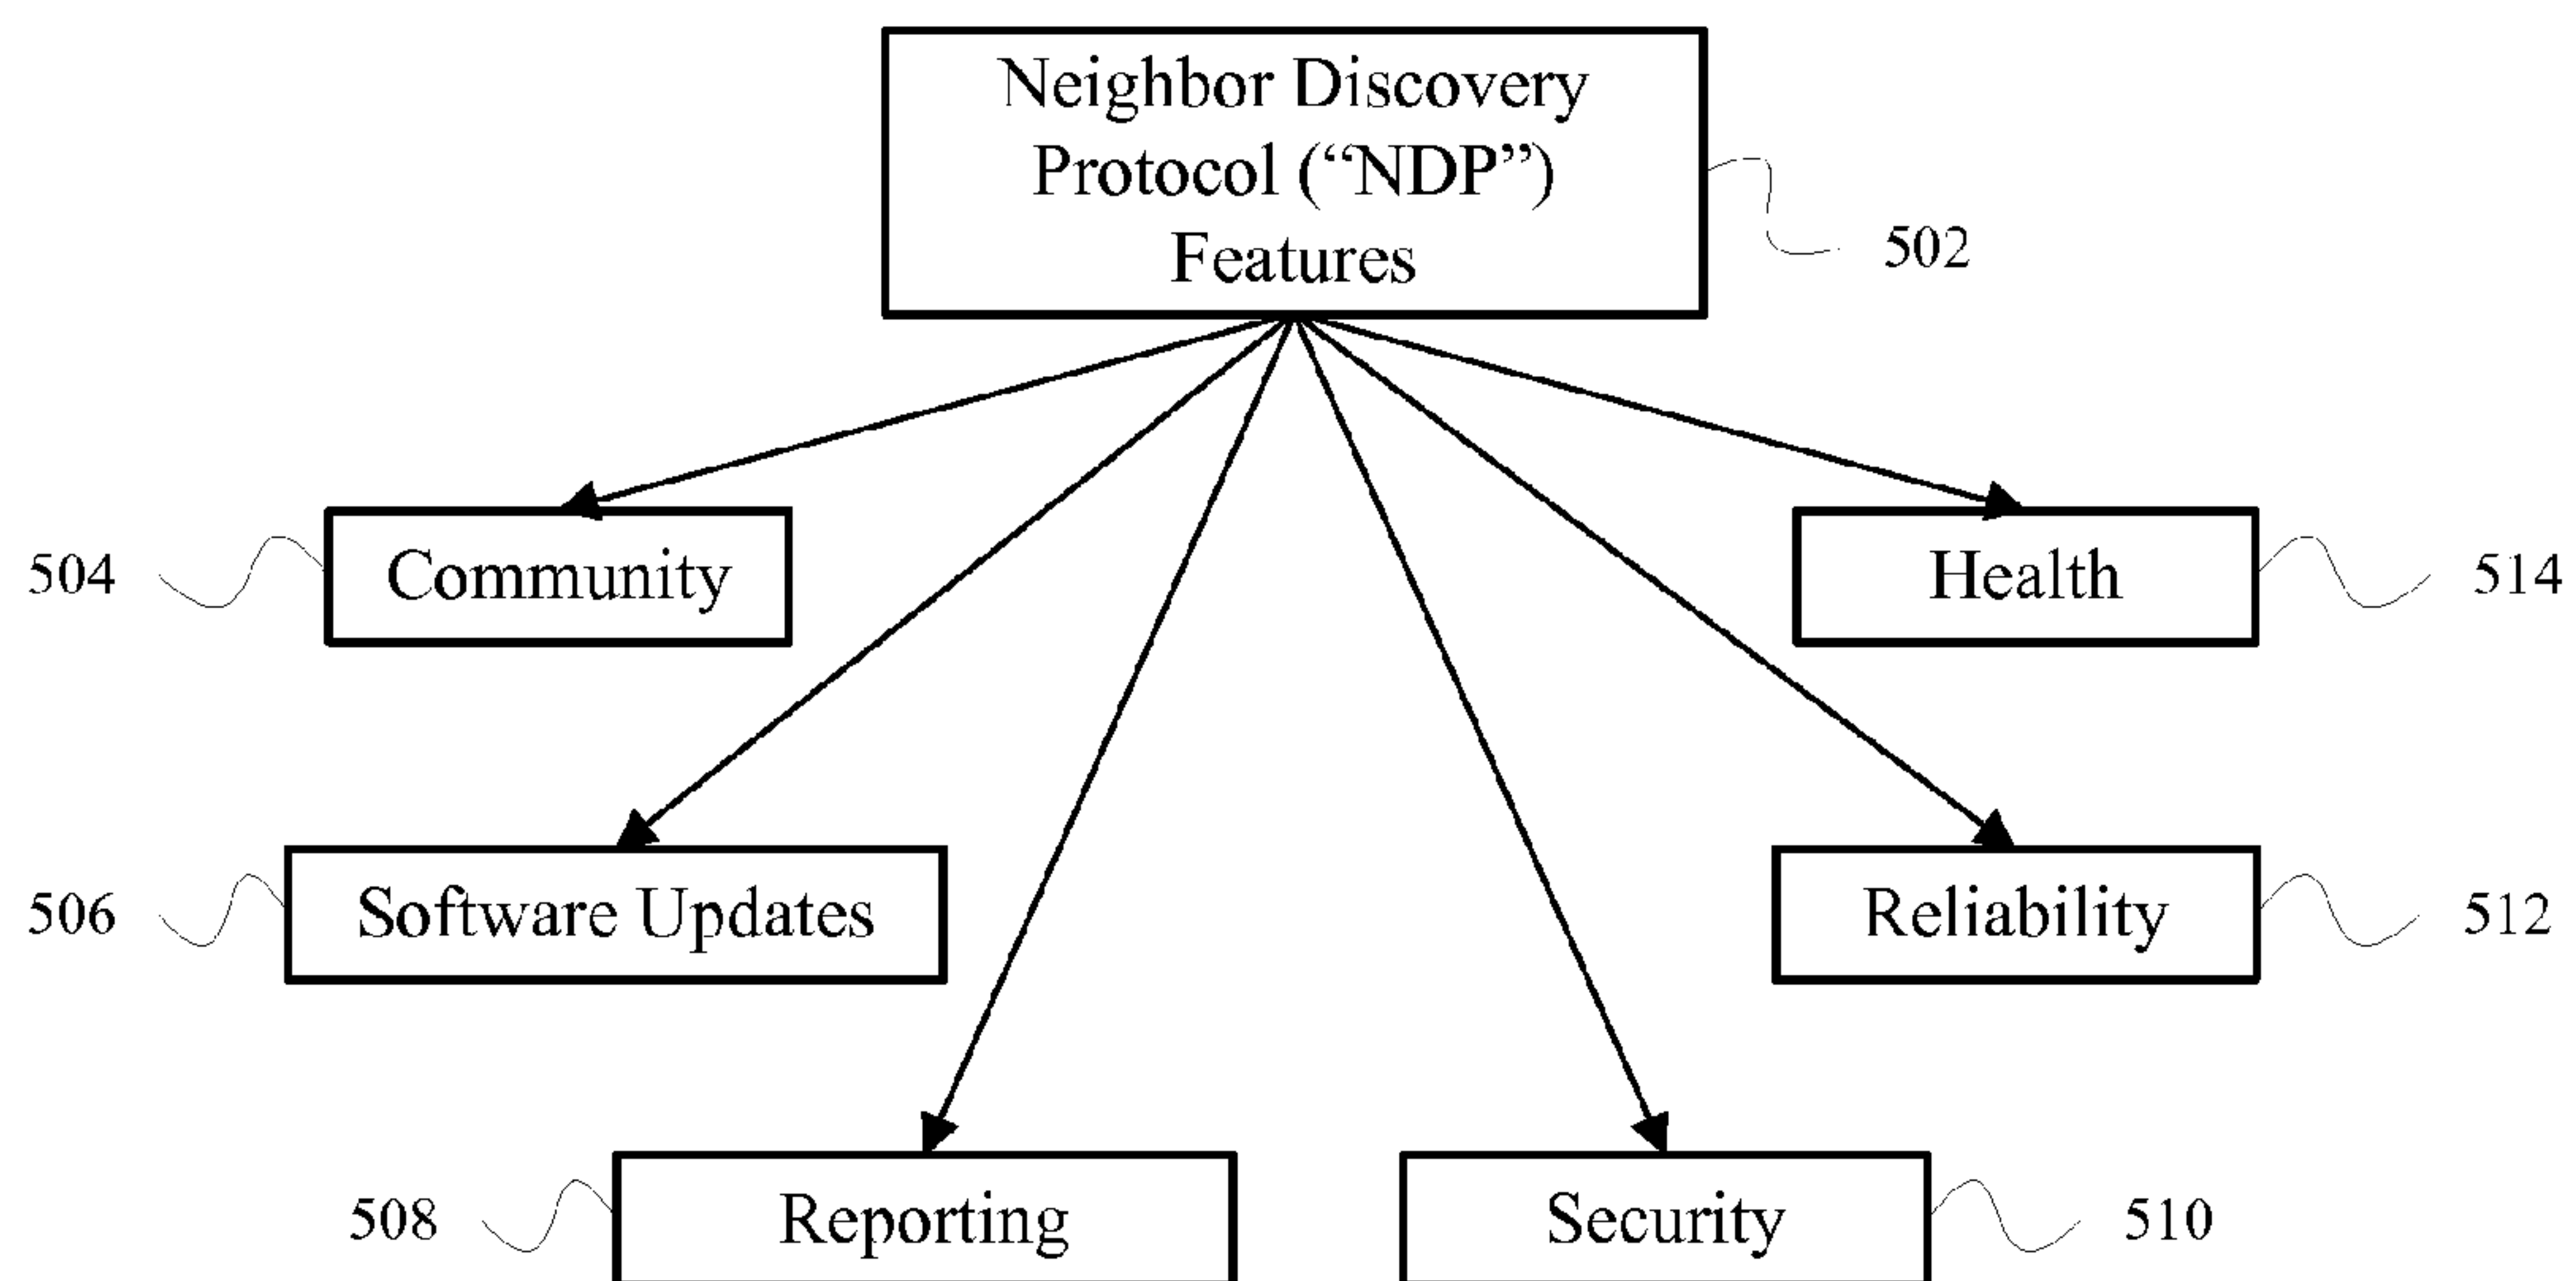 Neighbor Discovery
Protocol (“NDP”)
Features
502
504
Community
Health
514
506
Software Updates
Reliability
512
508
Reporting
Security
510